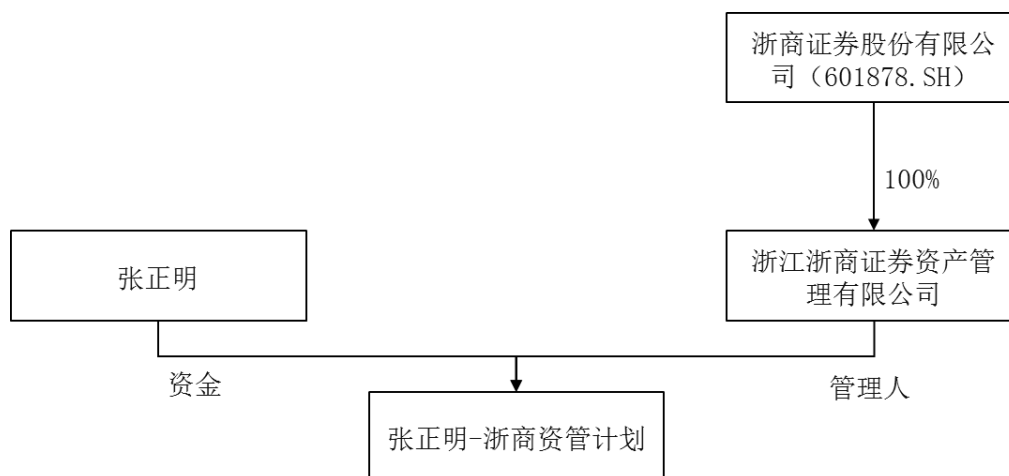 浙商证券股份有限公
司（601878.SH）
100%
张正明
浙江浙商证券资产管
理有限公司
资金
管理人
张正明-浙商资管计划